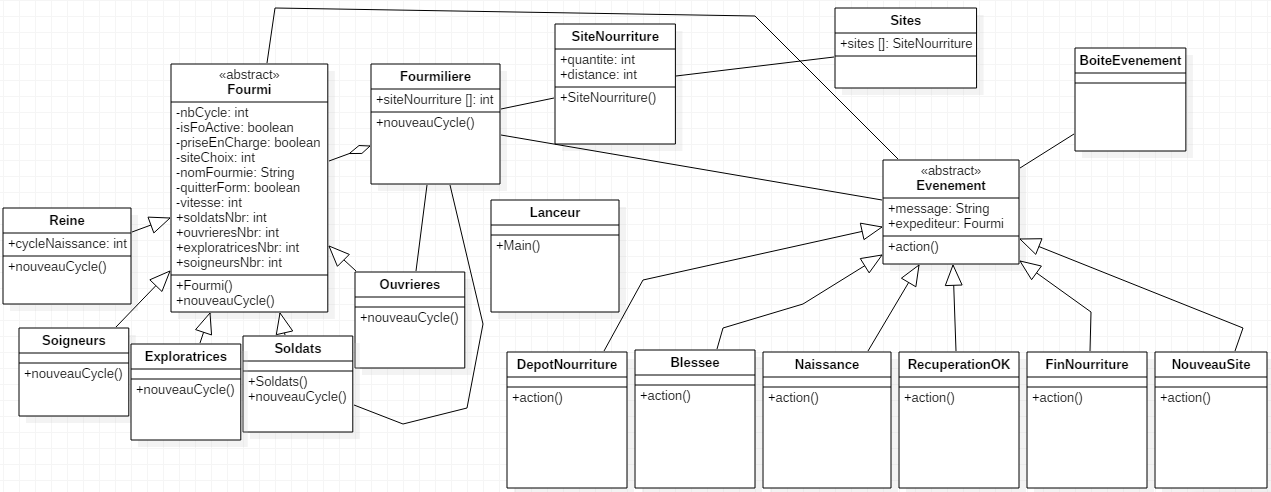 «abstract»
Fourmi
-nbCycle: int
-isFoActive: boolean
-priseEnCharge: boolean
-siteChoix: int
-nomFourmie: String
-quitterForm: boolean
-vitesse: int
+soldatsNbr: int
+ouvrieresNbr: int
+exploratricesNbr: int
+soigneursNbr: int
+Fourmi()
+nouveauCycle()
Fourmiliere
+siteNourriture []: int
+nouveauCycle()
SiteNourriture
+quantite: int
+distance: int
+SiteNourriture()
Sites
+sites []: SiteNourriture
BoiteEvenement
«abstract»
Evenement
+message: String
+expediteur: Fourmi
+action()
Reine
+cycleNaissance: int
+nouveauCycle()
Lanceur
+Main()
Ouvrieres
+nouveauCycle()
Soigneurs
+nouveauCycle()
Exploratrices
+nouveauCycle()
Soldats
+Soldats()
+nouveauCycle()
DepotNourriture
+action()
Blessee
+action()
Naissance
+action()
RecuperationOK
+action()
FinNourriture
+action()
NouveauSite
+action()